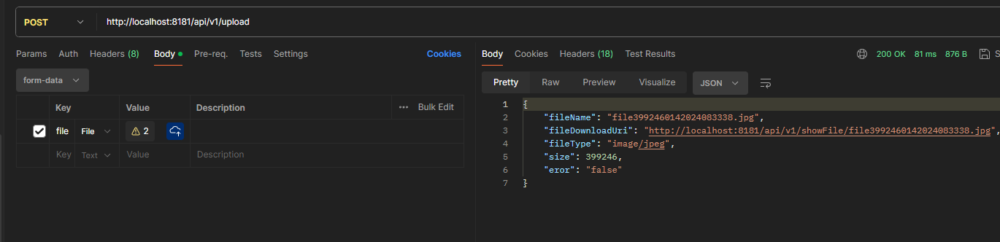 POST http://localhost:8181/api/v1/upload
Params Auth Headers (8) Body Pre-req. Tests Settings Cookies
form-data
Key Value Description ••• Bulk Edit
file File 2
Key Text Value Description
Body Cookies Headers (18) Test Results 200 OK 81 ms 876 B S
Pretty Raw Preview Visualize JSON
1 {
2 "fileName": "file3992460142024083338.jpg",
3 "fileDownloadUri": "http://localhost:8181/api/v1/showFile/file3992460142024083338.jpg",
4 "fileType": "image/jpeg",
5 "size": 399246,
6 "eror": "false"
7 }